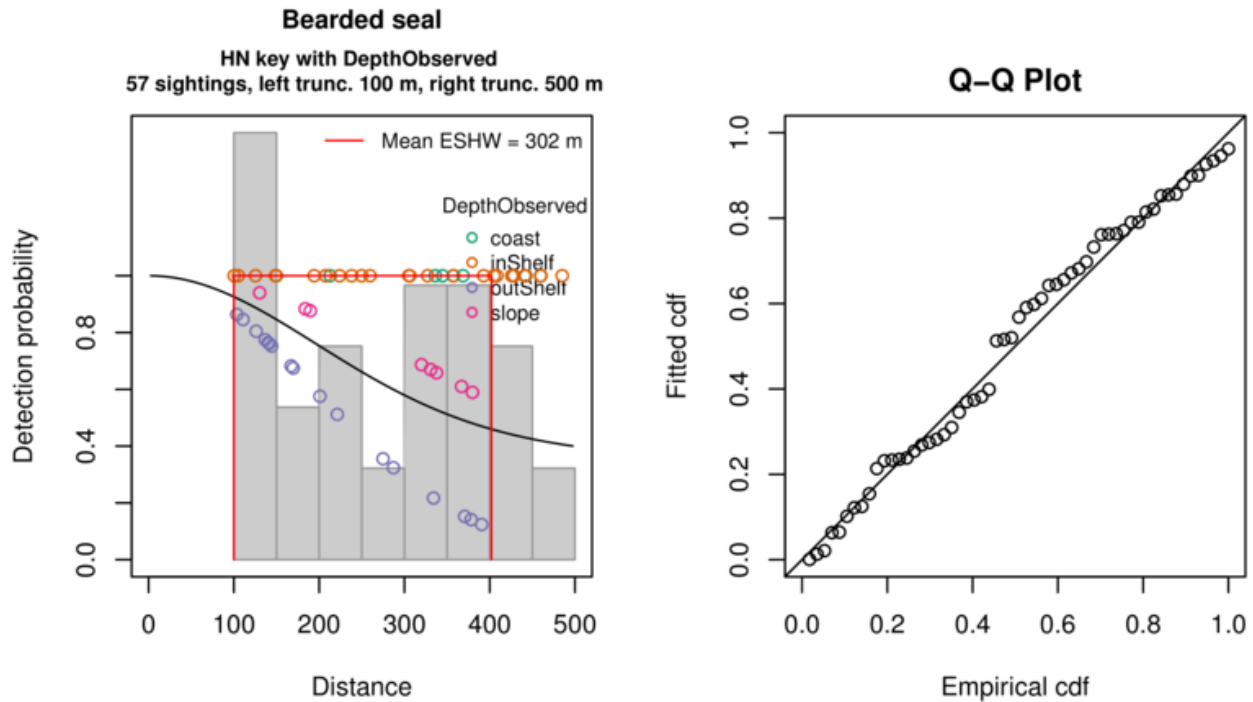 Bearded seal
HN key with DepthObserved
57 sightings, left trunc. 100 m, right trunc. 500 m
Mean ESHW = 302 m
DepthObserved
coast
inShelf
outShelf
slope
Detection probability
0.0
0.4
0.8
0
100
200
300
400
500
Distance
Q–Q Plot
Fitted cdf
0.0
0.2
0.4
0.6
0.8
1.0
0.0
0.2
0.4
0.6
0.8
1.0
Empirical cdf